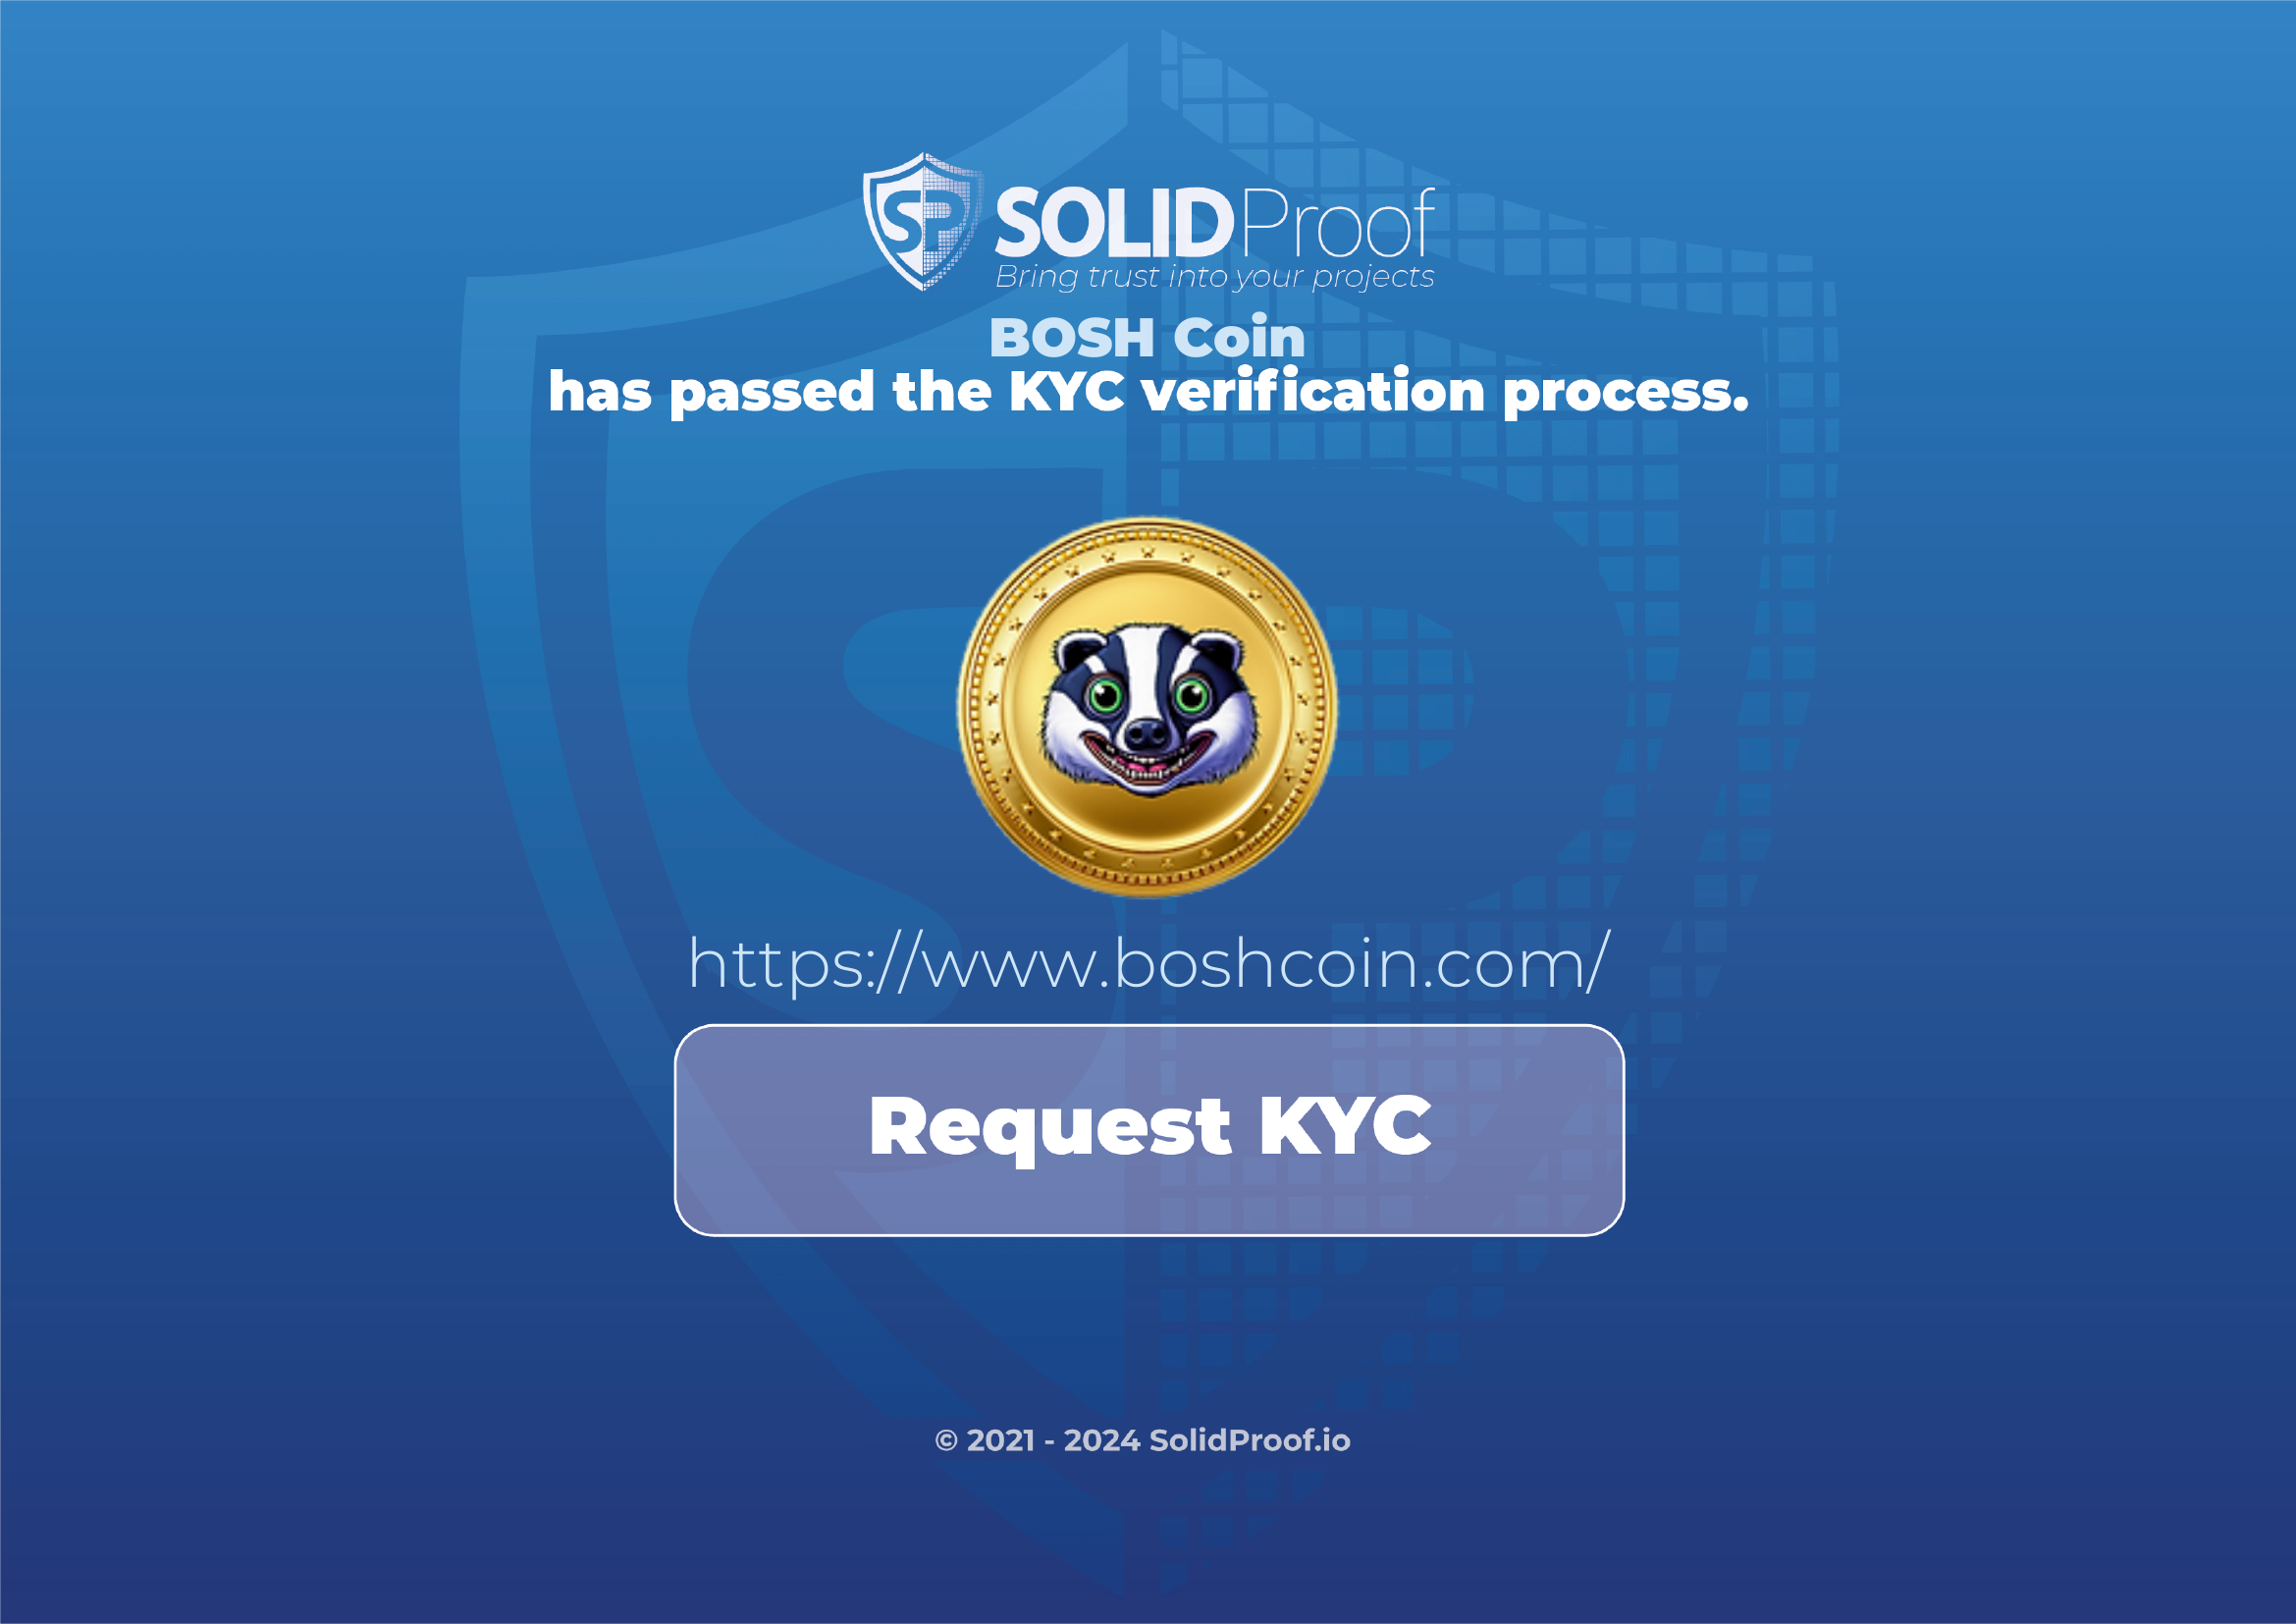 SP SOLIDProof
Bring trust into your projects
BOSH Coin
has passed the KYC verification process.
https://www.boshcoin.com/
Request KYC
© 2021 - 2024 SolidProof.io